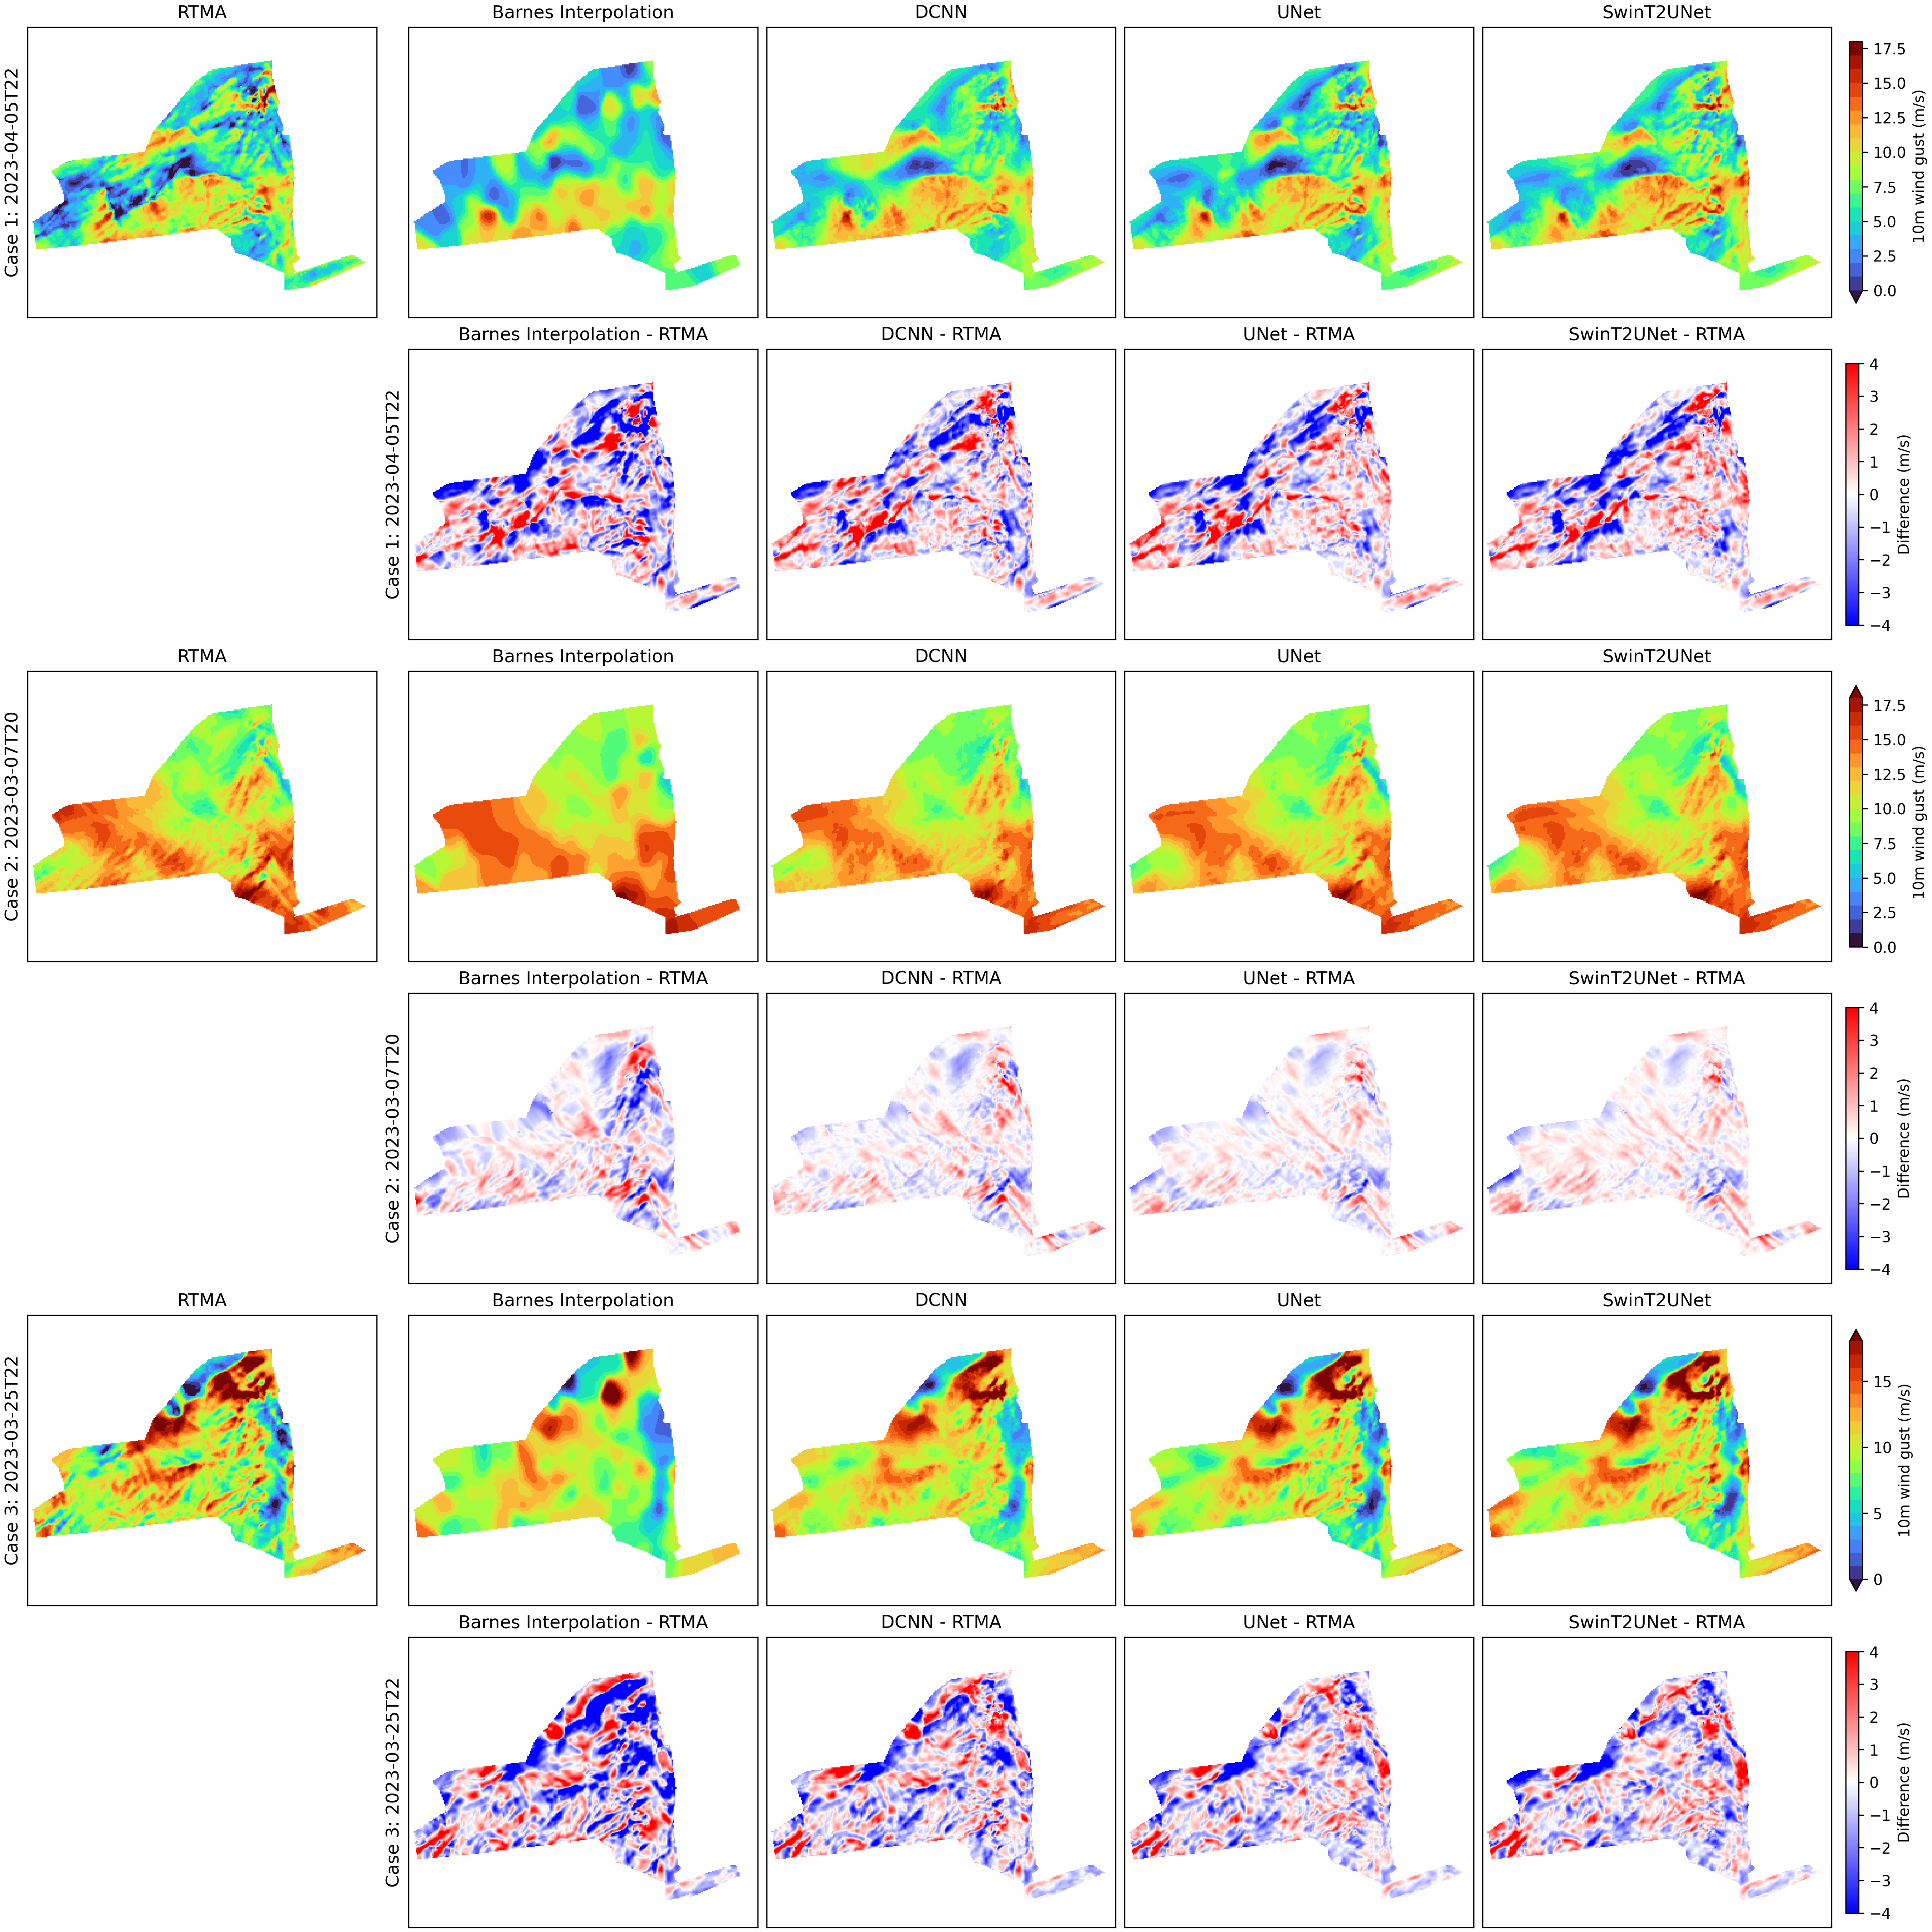 RTMA
Barnes Interpolation
DCNN
UNet
SwinT2UNet
Case 1: 2023-04-05T22
17.5
15.0
12.5
10.0
7.5
5.0
2.5
0.0
10m wind gust (m/s)
Barnes Interpolation - RTMA
DCNN - RTMA
UNet - RTMA
SwinT2UNet - RTMA
Case 1: 2023-04-05T22
4
3
2
1
0
−1
−2
−3
−4
Difference (m/s)
RTMA
Barnes Interpolation
DCNN
UNet
SwinT2UNet
Case 2: 2023-03-07T20
17.5
15.0
12.5
10.0
7.5
5.0
2.5
0.0
10m wind gust (m/s)
Barnes Interpolation - RTMA
DCNN - RTMA
UNet - RTMA
SwinT2UNet - RTMA
Case 2: 2023-03-07T20
4
3
2
1
0
−1
−2
−3
−4
Difference (m/s)
RTMA
Barnes Interpolation
DCNN
UNet
SwinT2UNet
Case 3: 2023-03-25T22
15
10
5
0
10m wind gust (m/s)
Barnes Interpolation - RTMA
DCNN - RTMA
UNet - RTMA
SwinT2UNet - RTMA
Case 3: 2023-03-25T22
4
3
2
1
0
−1
−2
−3
−4
Difference (m/s)